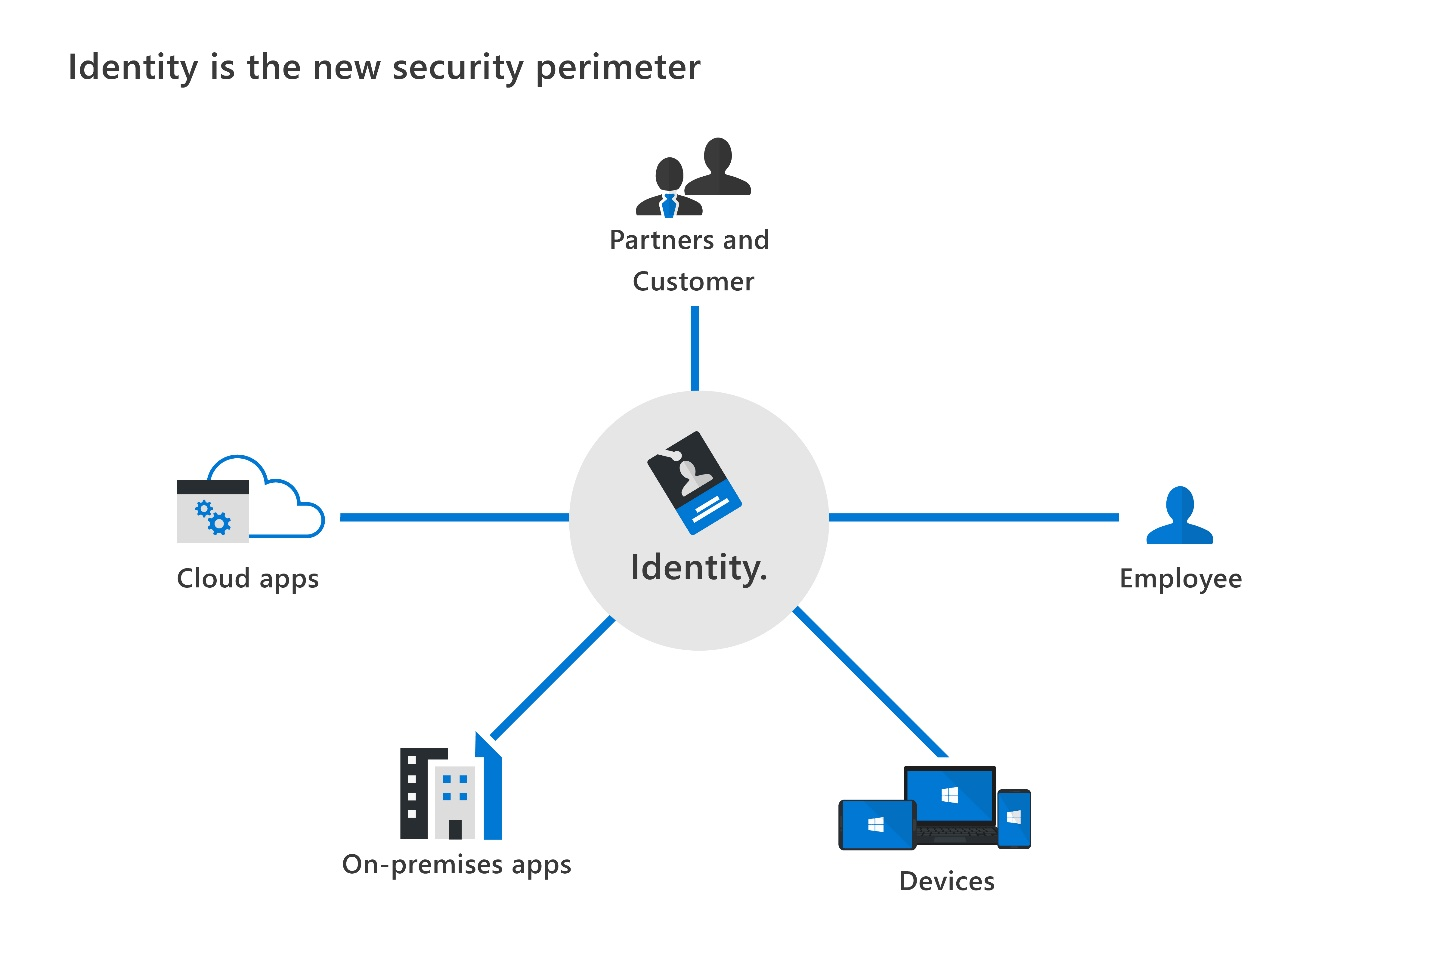 Identity is the new security perimeter
Partners and
Customer
Identity.
Cloud apps
Employee
On-premises apps
Devices